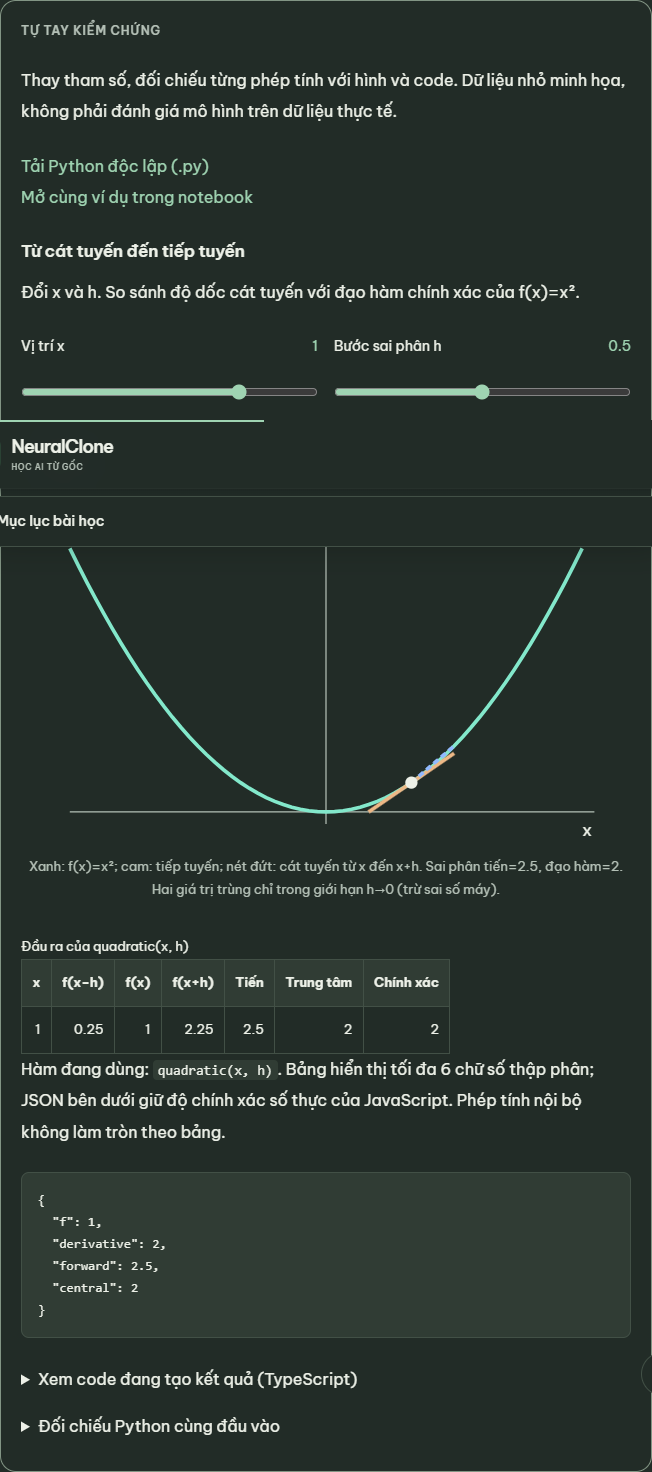 TỰ TAY KIỂM CHỨNG
Thay tham số, đối chiếu từng phép tính với hình và code. Dữ liệu nhỏ minh họa,
không phải đánh giá mô hình trên dữ liệu thực tế.
Tải Python độc lập (.py)
Mở cùng ví dụ trong notebook
Từ cát tuyến đến tiếp tuyến
Đổi x và h. So sánh độ dốc cát tuyến với đạo hàm chính xác của f(x)=x².
Vị trí x 1 Bước sai phân h 0.5
NeuralClone
HỌC AI TỪ GỐC
Mục lục bài học
x
Xanh: f(x)=x²; cam: tiếp tuyến; nét đứt: cát tuyến từ x đến x+h. Sai phân tiến=2.5, đạo hàm=2.
Hai giá trị trùng chỉ trong giới hạn h→0 (trừ sai số máy).
Đầu ra của quadratic(x, h)
x f(x−h) f(x) f(x+h) Tiến Trung tâm Chính xác
1 0.25 1 2.25 2.5 2 2
Hàm đang dùng: quadratic(x, h). Bảng hiển thị tối đa 6 chữ số thập phân;
JSON bên dưới giữ độ chính xác số thực của JavaScript. Phép tính nội bộ
không làm tròn theo bảng.
{
"f": 1,
"derivative": 2,
"forward": 2.5,
"central": 2
}
▶ Xem code đang tạo kết quả (TypeScript)
▶ Đối chiếu Python cùng đầu vào